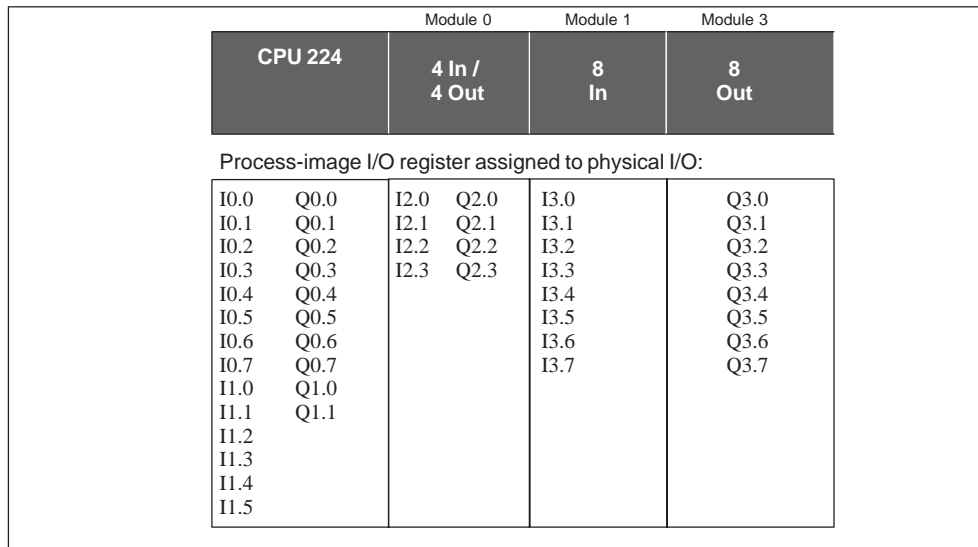 Module 0 Module 1 Module 3
CPU 224
4 In /
4 Out
8
In
8
Out
Process-image I/O register assigned to physical I/O:
I0.0 Q0.0 I2.0 Q2.0 I3.0 Q3.0
I0.1 Q0.1 I2.1 Q2.1 I3.1 Q3.1
I0.2 Q0.2 I2.2 Q2.2 I3.2 Q3.2
I0.3 Q0.3 I2.3 Q2.3 I3.3 Q3.3
I0.4 Q0.4 I3.4 Q3.4
I0.5 Q0.5 I3.5 Q3.5
I0.6 Q0.6 I3.6 Q3.6
I0.7 Q0.7 I3.7 Q3.7
I1.0 Q1.0
I1.1 Q1.1
I1.2
I1.3
I1.4
I1.5